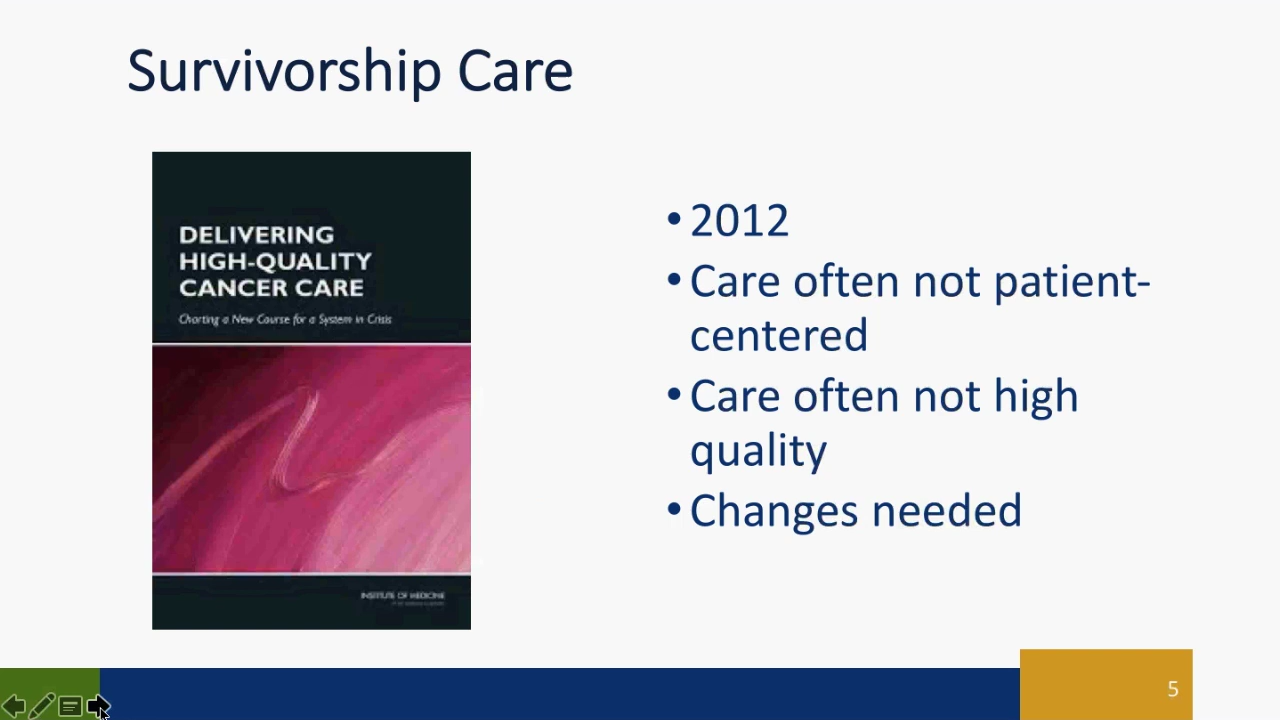 Survivorship Care
DELIVERING
HIGH-QUALITY
CANCER CARE
Charting a New Course for a System in Crisis
INSTITUTE OF MEDICINE
• 2012
• Care often not patient-
centered
• Care often not high
quality
• Changes needed
5